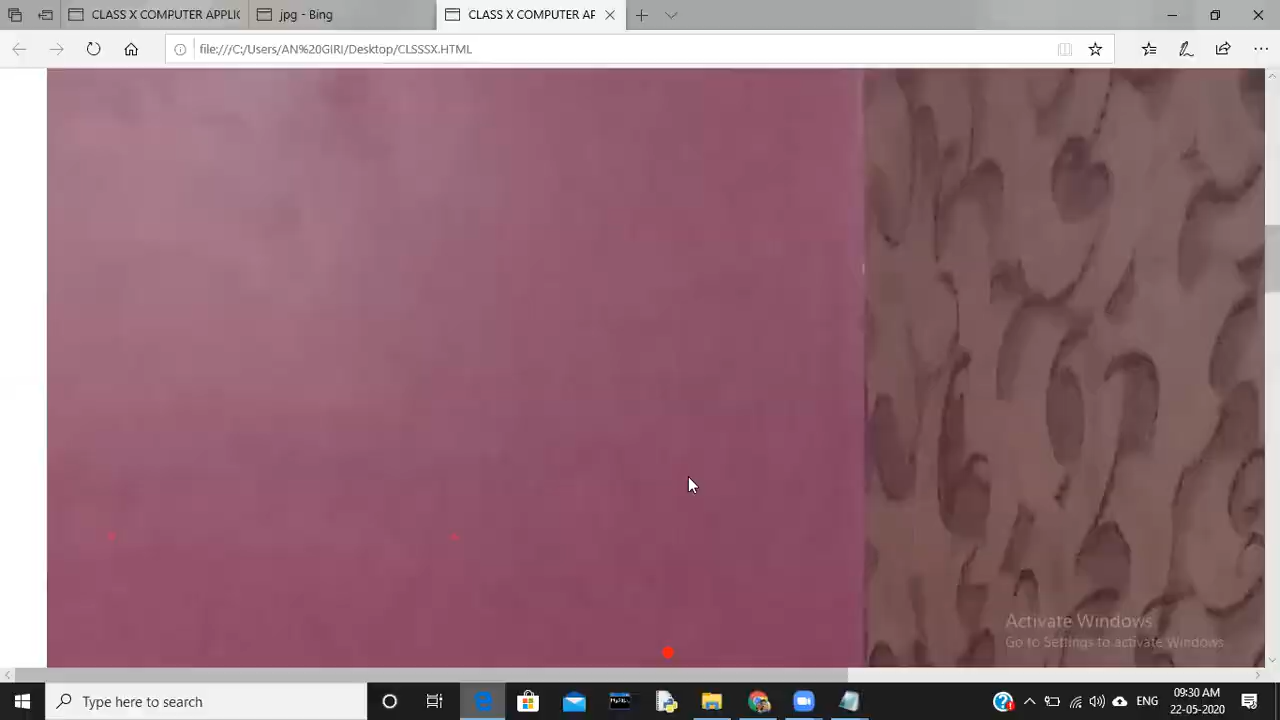 CLASS X COMPUTER APPLIC
jpg - Bing
CLASS X COMPUTER AP
file:///C:/Users/AN%20GIRI/Desktop/CLSSSX.HTML
Activate Windows
Go to Settings to activate Windows
Type here to search
ENG
09:30 AM
22-05-2020